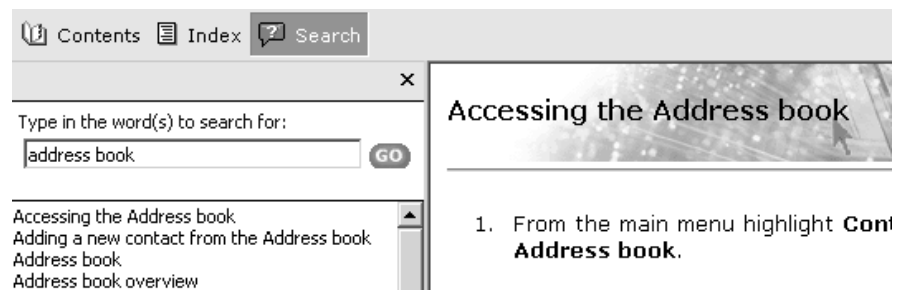 Contents Index Search
x
Type in the word(s) to search for:
address book GO
Accessing the Address book
Adding a new contact from the Address book
Address book
Address book overview
Accessing the Address book
1. From the main menu highlight Cont
Address book.